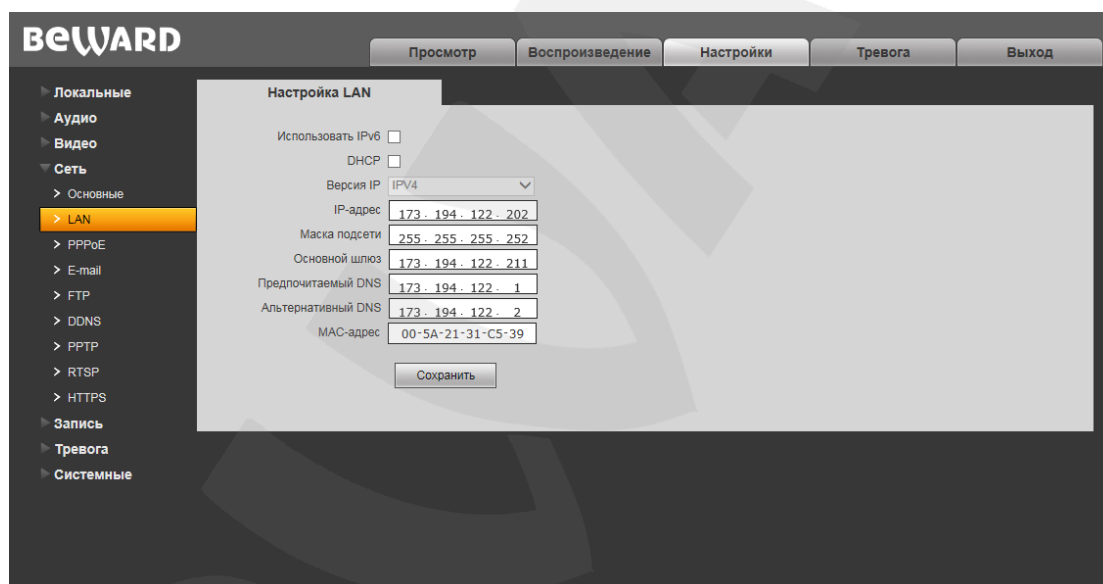 BEWARD
Просмотр
Воспроизведение
Настройки
Тревога
Выход
Локальные
Аудио
Видео
Сеть
Основные
LAN
PPPoE
E-mail
FTP
DDNS
PPTP
RTSP
HTTPS
Запись
Тревога
Системные
Настройка LAN
Использовать IPv6
DHCP
Версия IP IPV4
IP-адрес 173 . 194 . 122 . 202
Маска подсети 255 . 255 . 255 . 252
Основной шлюз 173 . 194 . 122 . 211
Предпочитаемый DNS 173 . 194 . 122 . 1
Альтернативный DNS 173 . 194 . 122 . 2
MAC-адрес 00-5A-21-31-C5-39
Сохранить